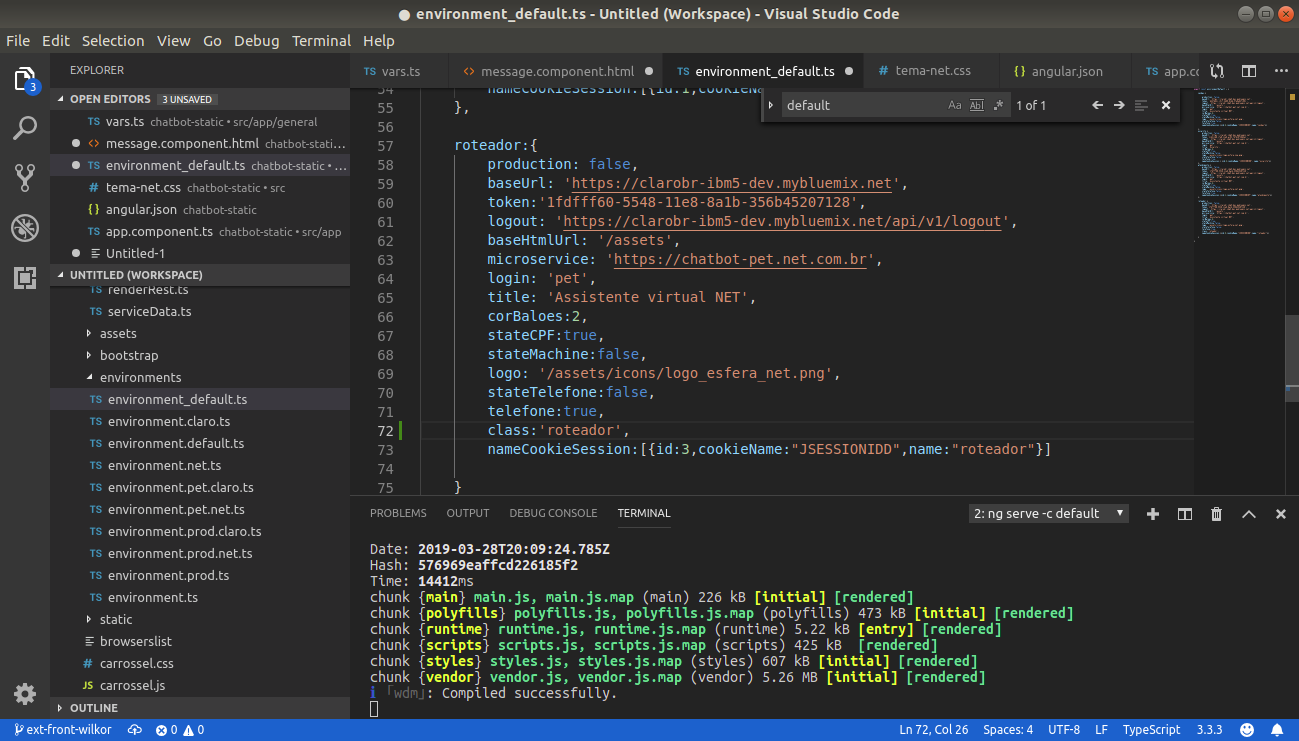 environment_default.ts - Untitled (Workspace) - Visual Studio Code
File Edit Selection View Go Debug Terminal Help
3
EXPLORER
OPEN EDITORS 3 UNSAVED
TS vars.ts chatbot-static • src/app/general
<> message.component.html chatbot-stati...
TS environment_default.ts chatbot-static • ...
# tema-net.css chatbot-static • src
{} angular.json chatbot-static
TS app.component.ts chatbot-static • src/app
Untitled-1
UNTITLED (WORKSPACE)
TS renderRest.ts
TS serviceData.ts
assets
bootstrap
environments
TS environment_default.ts
TS environment.claro.ts
TS environment.default.ts
TS environment.net.ts
TS environment.pet.claro.ts
TS environment.pet.net.ts
TS environment.prod.claro.ts
TS environment.prod.net.ts
TS environment.prod.ts
TS environment.ts
static
browserslist
# carrossel.css
JS carrossel.js
OUTLINE
TS vars.ts <> message.component.html TS environment_default.ts # tema-net.css {} angular.json TS app.cc
default Aa Abl .* 1 of 1
54 nameCookieSession:[{id:1,cookieNa
55 },
56
57 roteador:{
58 production: false,
59 baseUrl: 'https://clarobr-ibm5-dev.mybluemix.net',
60 token:'1fdfff60-5548-11e8-8a1b-356b45207128',
61 logout: 'https://clarobr-ibm5-dev.mybluemix.net/api/v1/logout',
62 baseHtmlUrl: '/assets',
63 microservice: 'https://chatbot-pet.net.com.br',
64 login: 'pet',
65 title: 'Assistente virtual NET',
66 corBaloes:2,
67 stateCPF:true,
68 stateMachine:false,
69 logo: '/assets/icons/logo_esfera_net.png',
70 stateTelefone:false,
71 telefone:true,
72 class:'roteador',
73 nameCookieSession:[{id:3,cookieName:"JSESSIONIDD",name:"roteador"}]
74
75 }
PROBLEMS OUTPUT DEBUG CONSOLE TERMINAL 2: ng serve -c default
Date: 2019-03-28T20:09:24.785Z
Hash: 576969eaffcd226185f2
Time: 14412ms
chunk {main} main.js, main.js.map (main) 226 kB [initial] [rendered]
chunk {polyfills} polyfills.js, polyfills.js.map (polyfills) 473 kB [initial] [rendered]
chunk {runtime} runtime.js, runtime.js.map (runtime) 5.22 kB [entry] [rendered]
chunk {scripts} scripts.js, scripts.js.map (scripts) 425 kB  [rendered]
chunk {styles} styles.js, styles.js.map (styles) 607 kB [initial] [rendered]
chunk {vendor} vendor.js, vendor.js.map (vendor) 5.26 MB [initial] [rendered]
ℹ ｢wdm｣: Compiled successfully.
ext-front-wilkor 0 0 Ln 72, Col 26 Spaces: 4 UTF-8 LF TypeScript 3.3.3